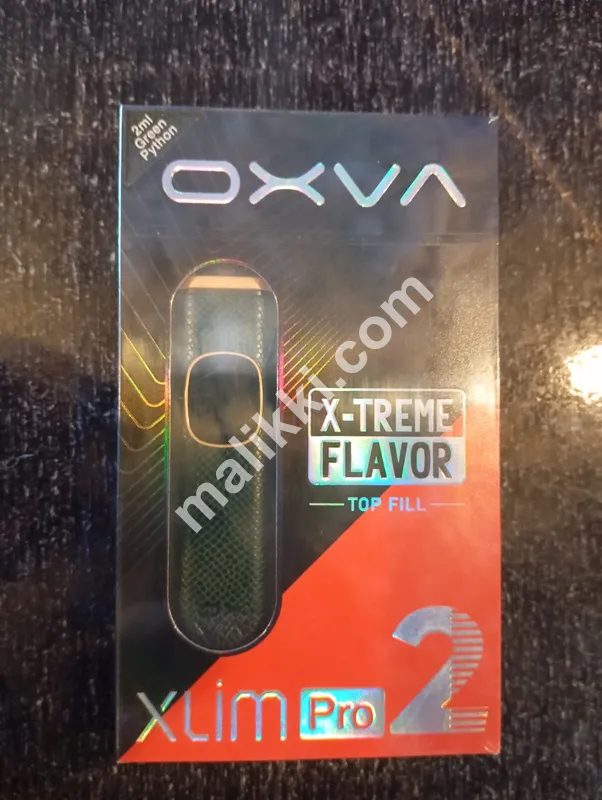 2ml
Green
Python
OXVA
malikki.com
X-TREME
FLAVOR
TOP FILL
XLIM Pro 2